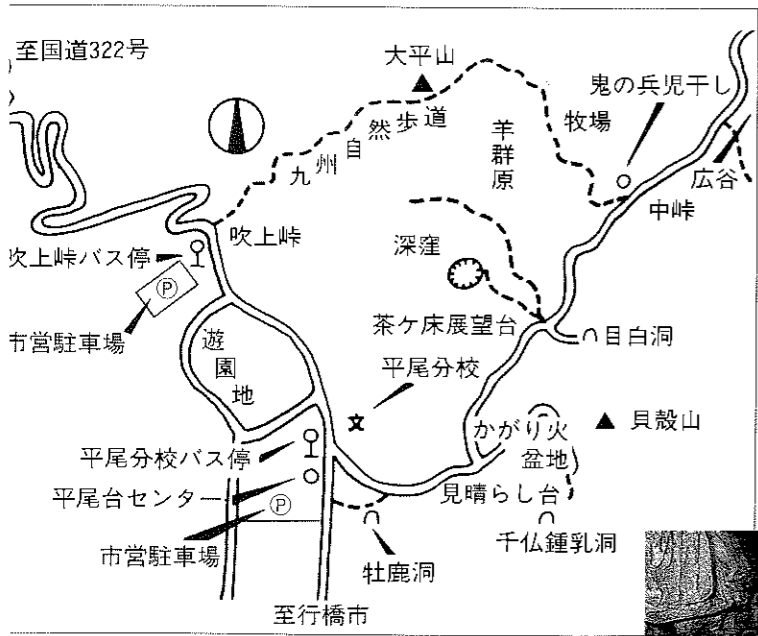 至国道322号
大平山
鬼の兵児干し
九州自然歩道
羊群原
牧場
広谷
中峠
吹上峠
吹上峠バス停
深窪
Ⓟ
市営駐車場
茶ケ床展望台
目白洞
遊園地
平尾分校
かがり火盆地
貝殻山
平尾分校バス停
平尾台センター
見晴らし台
Ⓟ
市営駐車場
千仏鍾乳洞
牡鹿洞
至行橋市